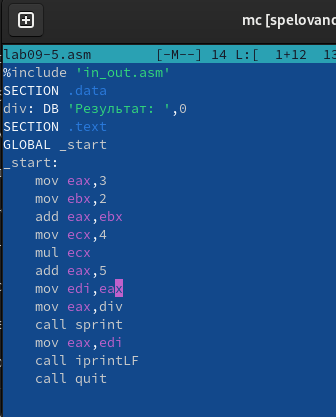 mc [spelovan
lab09-5.asm [-M--] 14 L:[ 1+12 13
%include 'in_out.asm'
SECTION .data
div: DB 'Результат: ',0
SECTION .text
GLOBAL _start
_start:
mov eax,3
mov ebx,2
add eax,ebx
mov ecx,4
mul ecx
add eax,5
mov edi,eax
mov eax,div
call sprint
mov eax,edi
call iprintLF
call quit